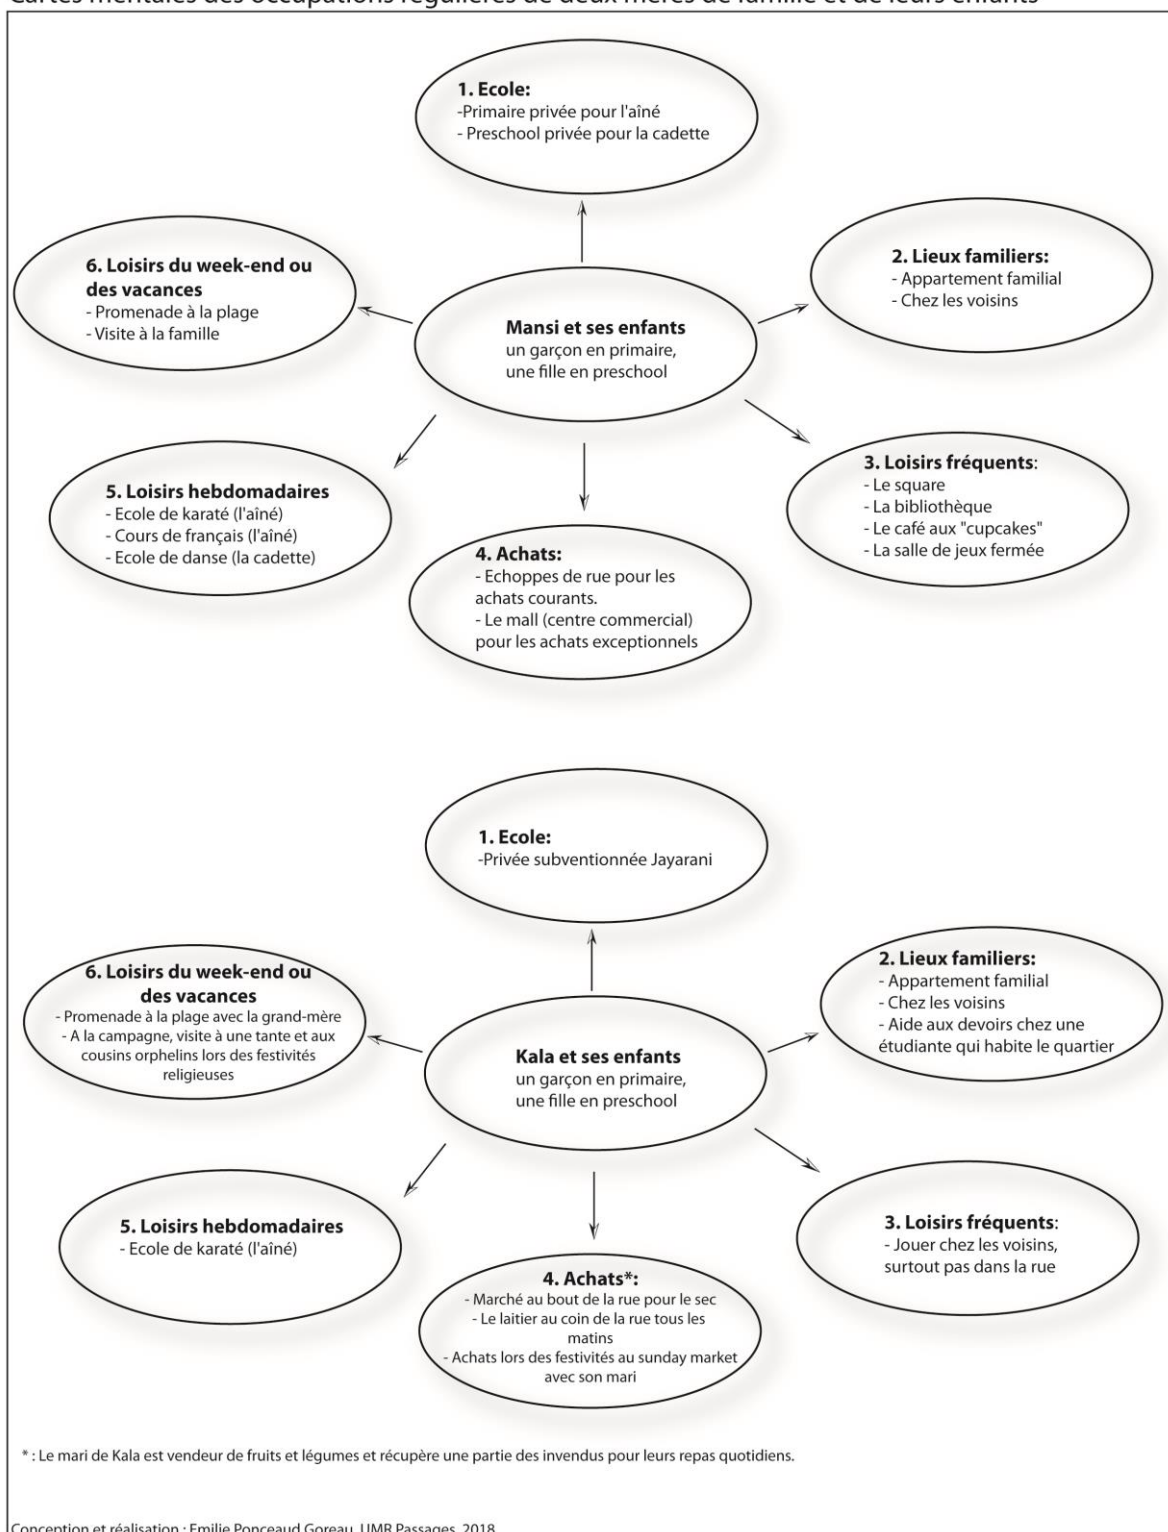 Cartes mentales des occupations régulières de deux mères de famille et de leurs enfants
1. Ecole:
-Primaire privée pour l'aîné
- Preschool privée pour la cadette
6. Loisirs du week-end ou
des vacances
- Promenade à la plage
- Visite à la famille
2. Lieux familiers:
- Appartement familial
- Chez les voisins
Mansi et ses enfants
un garçon en primaire,
une fille en preschool
5. Loisirs hebdomadaires
- Ecole de karaté (l'aîné)
- Cours de français (l'aîné)
- Ecole de danse (la cadette)
3. Loisirs fréquents:
- Le square
- La bibliothèque
- Le café aux "cupcakes"
- La salle de jeux fermée
4. Achats:
- Echoppes de rue pour les
achats courants.
- Le mall (centre commercial)
pour les achats exceptionnels
1. Ecole:
-Privée subventionnée Jayarani
6. Loisirs du week-end ou
des vacances
- Promenade à la plage avec la grand-mère
- A la campagne, visite à une tante et aux
cousins orphelins lors des festivités
religieuses
2. Lieux familiers:
- Appartement familial
- Chez les voisins
- Aide aux devoirs chez une
étudiante qui habite le quartier
Kala et ses enfants
un garçon en primaire,
une fille en preschool
5. Loisirs hebdomadaires
- Ecole de karaté (l'aîné)
3. Loisirs fréquents:
- Jouer chez les voisins,
surtout pas dans la rue
4. Achats*:
- Marché au bout de la rue pour le sec
- Le laitier au coin de la rue tous les
matins
- Achats lors des festivités au sunday market
avec son mari
* : Le mari de Kala est vendeur de fruits et légumes et récupère une partie des invendus pour leurs repas quotidiens.
Conception et réalisation : Emilie Ponceaud Goreau, UMR Passages, 2018